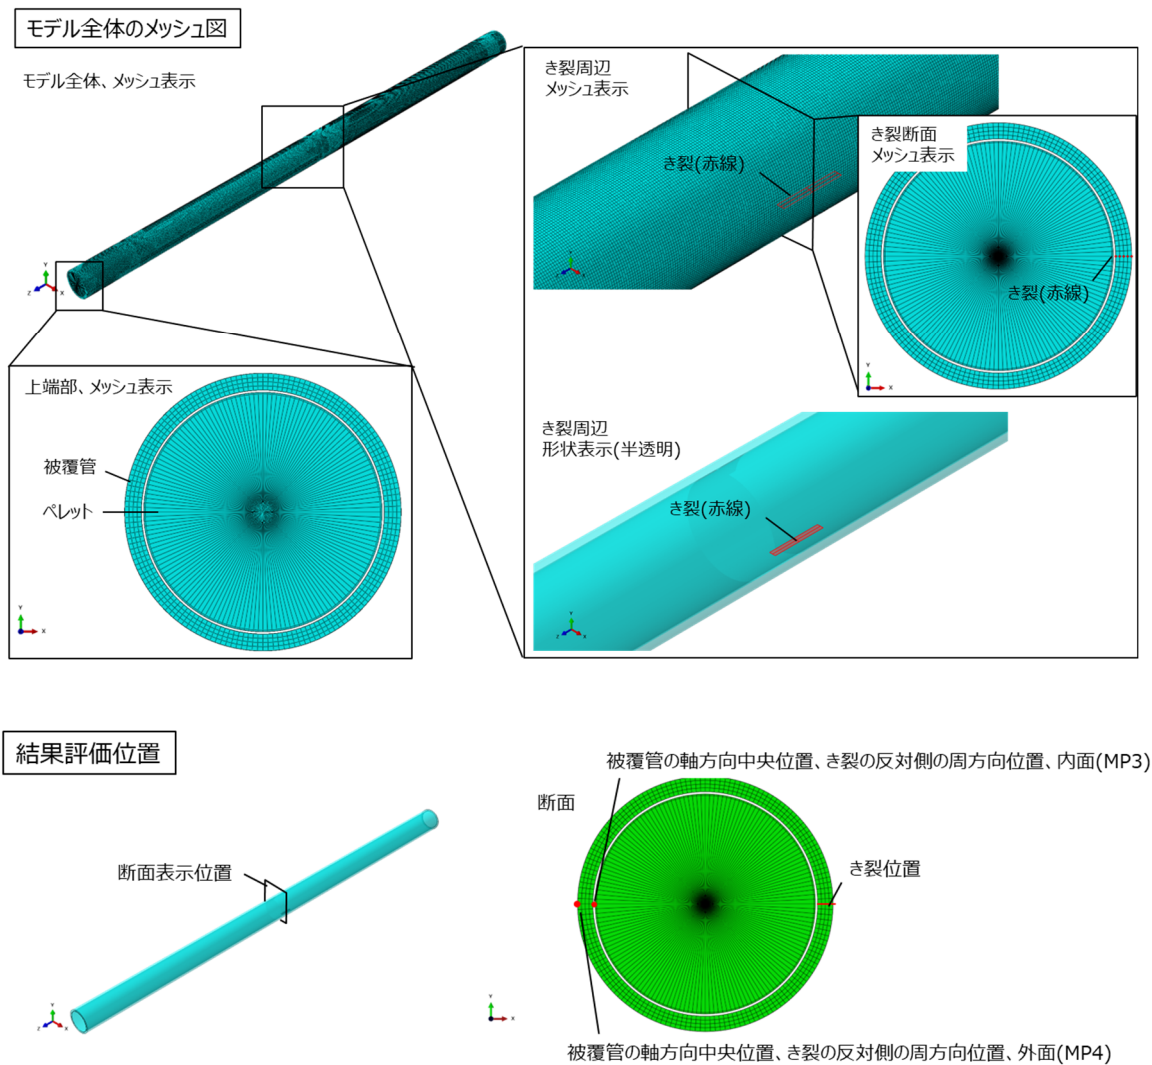 モデル全体のメッシュ図
モデル全体、メッシュ表示
き裂周辺
メッシュ表示
き裂(赤線)
き裂断面
メッシュ表示
き裂(赤線)
Y
Z
X
Y
Z
X
Y
X
上端部、メッシュ表示
被覆管
ペレット
Y
X
き裂周辺
形状表示(半透明)
き裂(赤線)
Y
Z
X
結果評価位置
被覆管の軸方向中央位置、き裂の反対側の周方向位置、内面(MP3)
断面
断面表示位置
き裂位置
Y
Z
X
Y
X
被覆管の軸方向中央位置、き裂の反対側の周方向位置、外面(MP4)